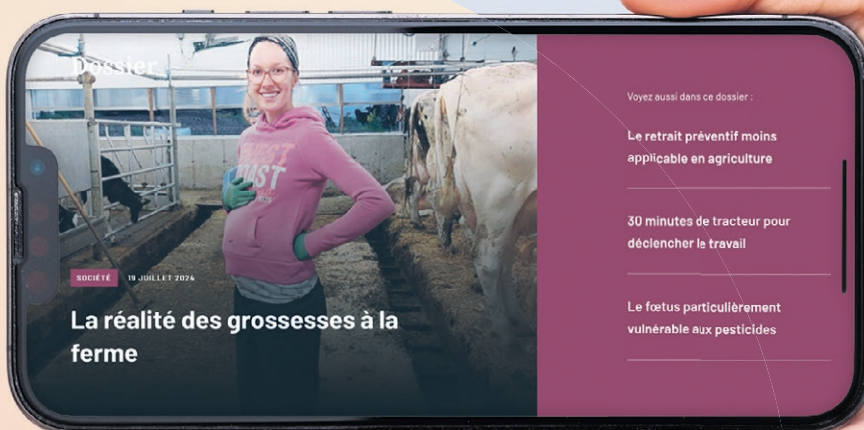 Dossier
SOCIÉTÉ 19 JUILLET 2024
La réalité des grossesses à la
ferme
Voyez aussi dans ce dossier :
Le retrait préventif moins
applicable en agriculture
30 minutes de tracteur pour
déclencher le travail
Le fœtus particulièrement
vulnérable aux pesticides